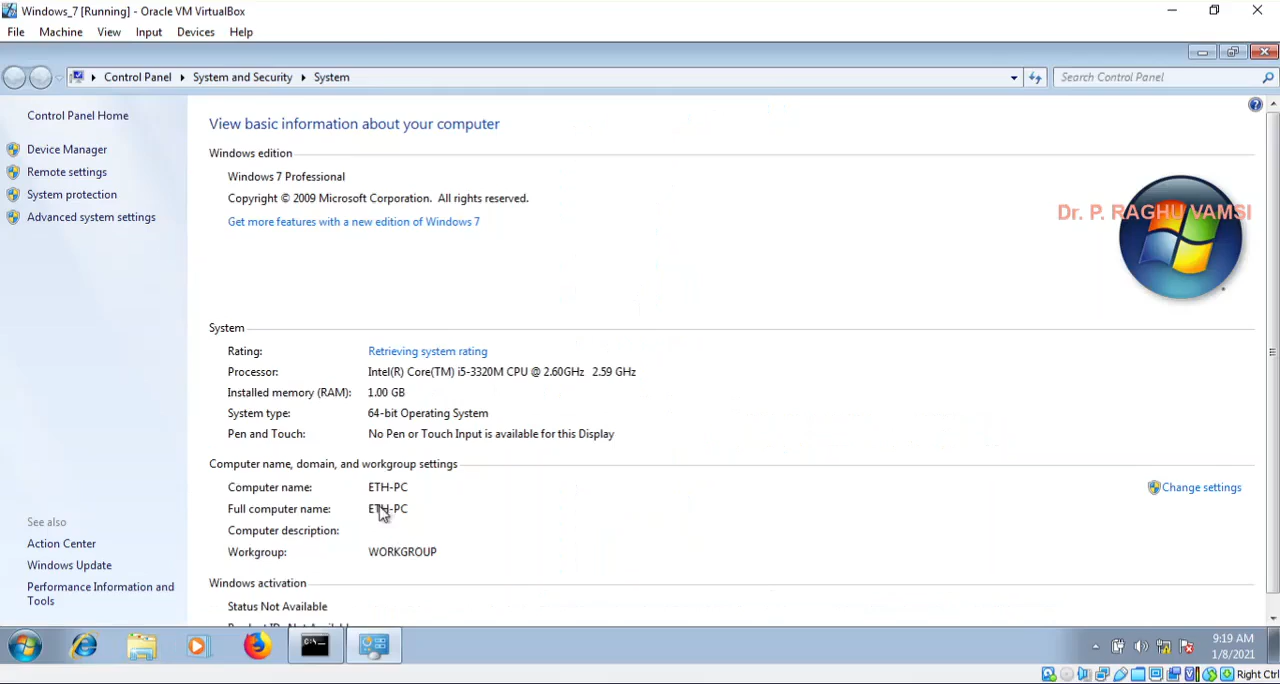 Windows_7 [Running] - Oracle VM VirtualBox
File Machine View Input Devices Help
Control Panel System and Security System
Search Control Panel
Control Panel Home
Device Manager
Remote settings
System protection
Advanced system settings
See also
Action Center
Windows Update
Performance Information and
Tools
View basic information about your computer
Windows edition
Windows 7 Professional
Copyright © 2009 Microsoft Corporation. All rights reserved.
Get more features with a new edition of Windows 7
Dr. P. RAGHU VAMSI
System
Rating: Retrieving system rating
Processor: Intel(R) Core(TM) i5-3320M CPU @ 2.60GHz 2.59 GHz
Installed memory (RAM): 1.00 GB
System type: 64-bit Operating System
Pen and Touch: No Pen or Touch Input is available for this Display
Computer name, domain, and workgroup settings
Computer name: ETH-PC
Change settings
Full computer name: ETH-PC
Computer description:
Workgroup: WORKGROUP
Windows activation
Status Not Available
9:19 AM
1/8/2021
Right Ctrl